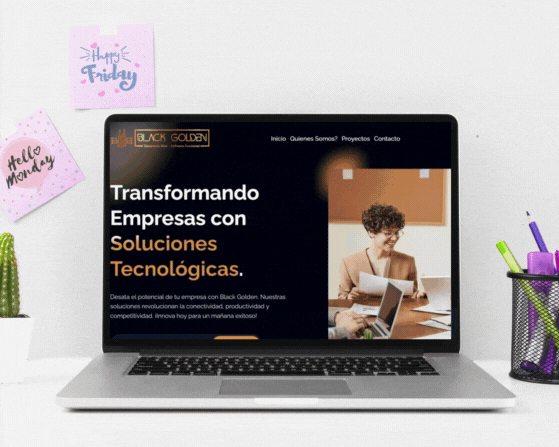 Happy
Friday
Hello
Monday
BLACK GOLDEN
Inicio Quienes Somos? Proyectos Contacto
Transformando
Empresas con
Soluciones
Tecnológicas.
Desata el potencial de tu empresa con Black Golden. Nuestras
soluciones revolucionan la conectividad, productividad y
competitividad. ¡Innova hoy para un mañana exitoso!